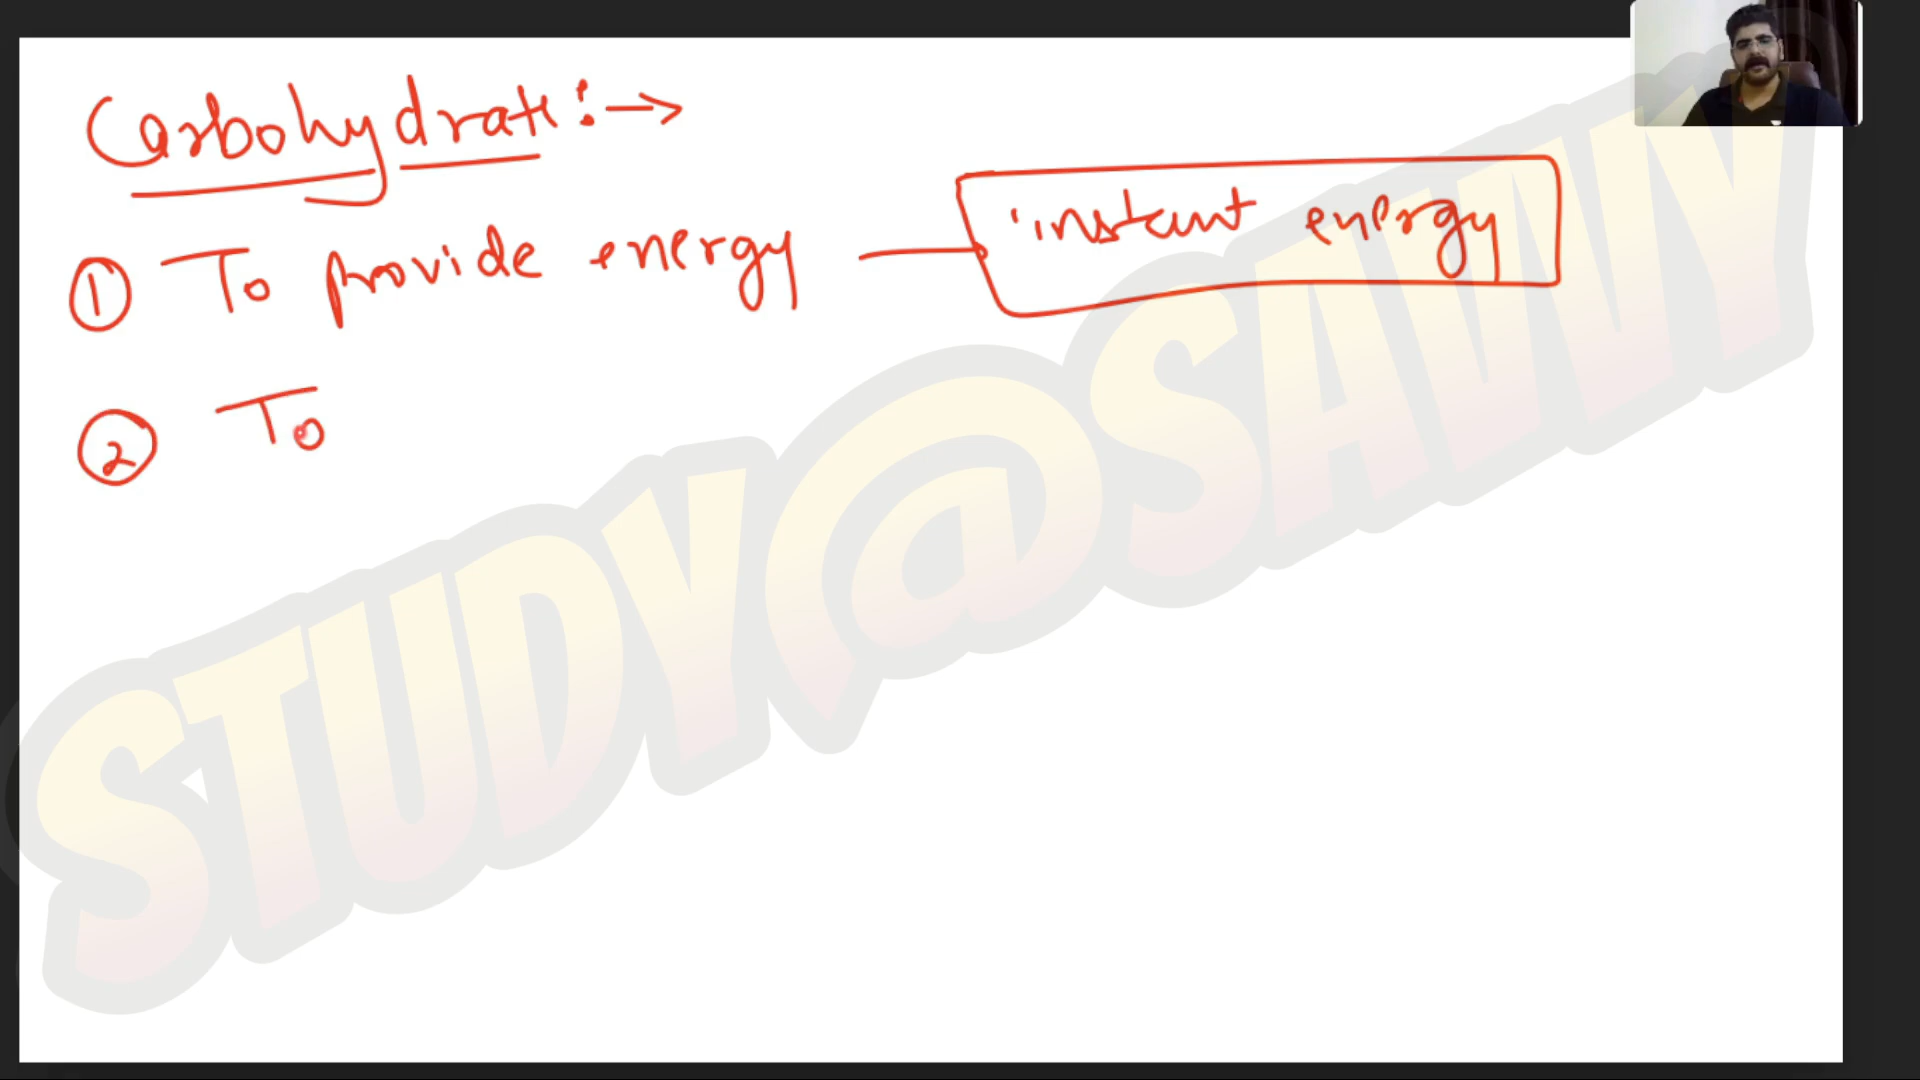 Carbohydrate :→
① To provide energy — instant energy
② To
STUDY@SAVVY